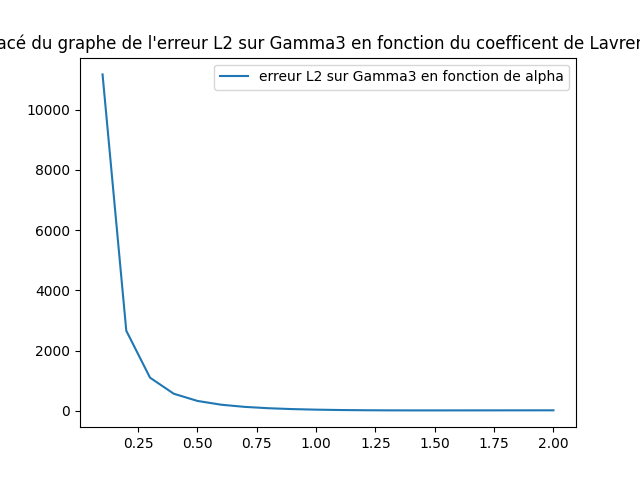 acé du graphe de l'erreur L2 sur Gamma3 en fonction du coefficent de Lavrer
erreur L2 sur Gamma3 en fonction de alpha
10000
8000
6000
4000
2000
0
0.25 0.50 0.75 1.00 1.25 1.50 1.75 2.00